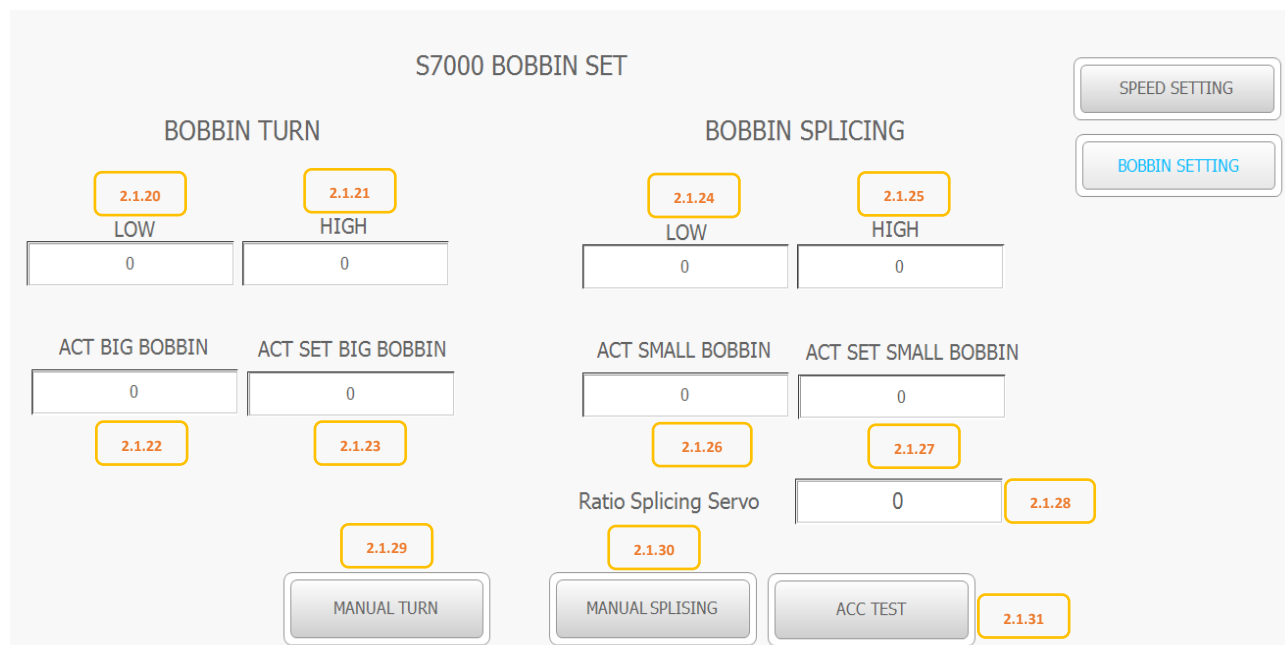 S7000 BOBBIN SET
SPEED SETTING
BOBBIN SETTING
BOBBIN TURN
BOBBIN SPLICING
2.1.20
2.1.21
2.1.24
2.1.25
LOW
HIGH
LOW
HIGH
0
0
0
0
ACT BIG BOBBIN
ACT SET BIG BOBBIN
ACT SMALL BOBBIN
ACT SET SMALL BOBBIN
0
0
0
0
2.1.22
2.1.23
2.1.26
2.1.27
Ratio Splicing Servo
0
2.1.28
2.1.29
2.1.30
MANUAL TURN
MANUAL SPLISING
ACC TEST
2.1.31